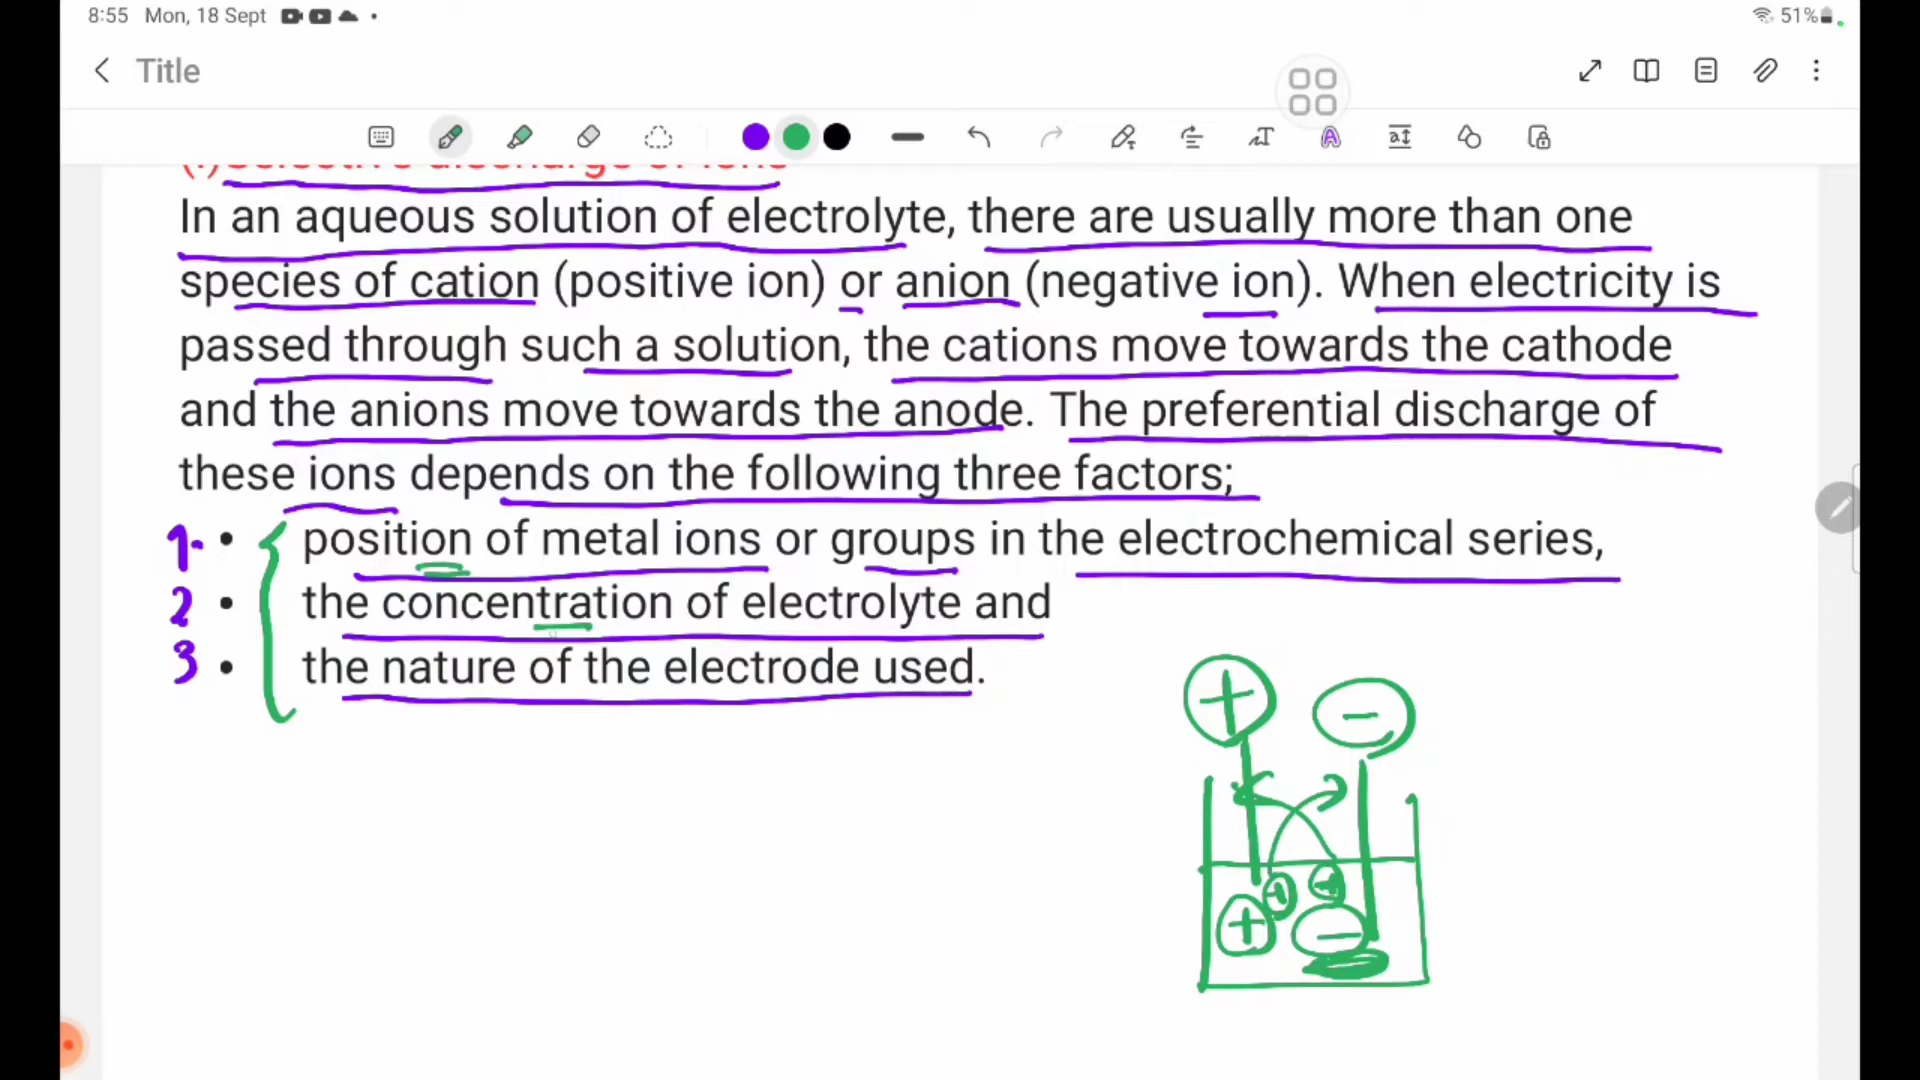 8:55 Mon, 18 Sept 51%
Title
(i)Selective discharge of ions
In an aqueous solution of electrolyte, there are usually more than one
species of cation (positive ion) or anion (negative ion). When electricity is
passed through such a solution, the cations move towards the cathode
and the anions move towards the anode. The preferential discharge of
these ions depends on the following three factors;
1. • position of metal ions or groups in the electrochemical series,
2 • the concentration of electrolyte and
3 • the nature of the electrode used.
+ −
+ +
+ −